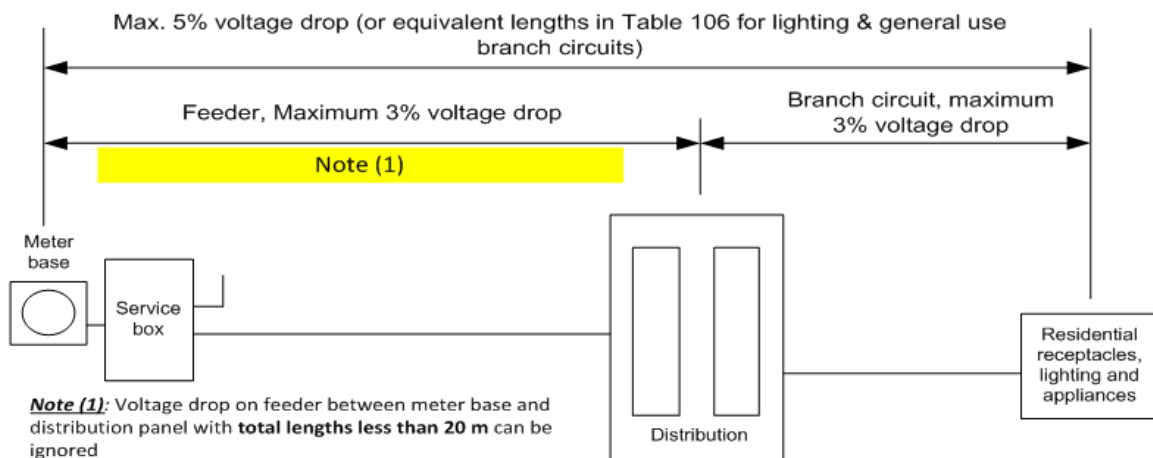 Max. 5% voltage drop (or equivalent lengths in Table 106 for lighting & general use
branch circuits)
Feeder, Maximum 3% voltage drop
Branch circuit, maximum
3% voltage drop
Note (1)
Meter
base
Service
box
Residential
receptacles,
lighting and
appliances
Note (1): Voltage drop on feeder between meter base and
distribution panel with total lengths less than 20 m can be
ignored
Distribution